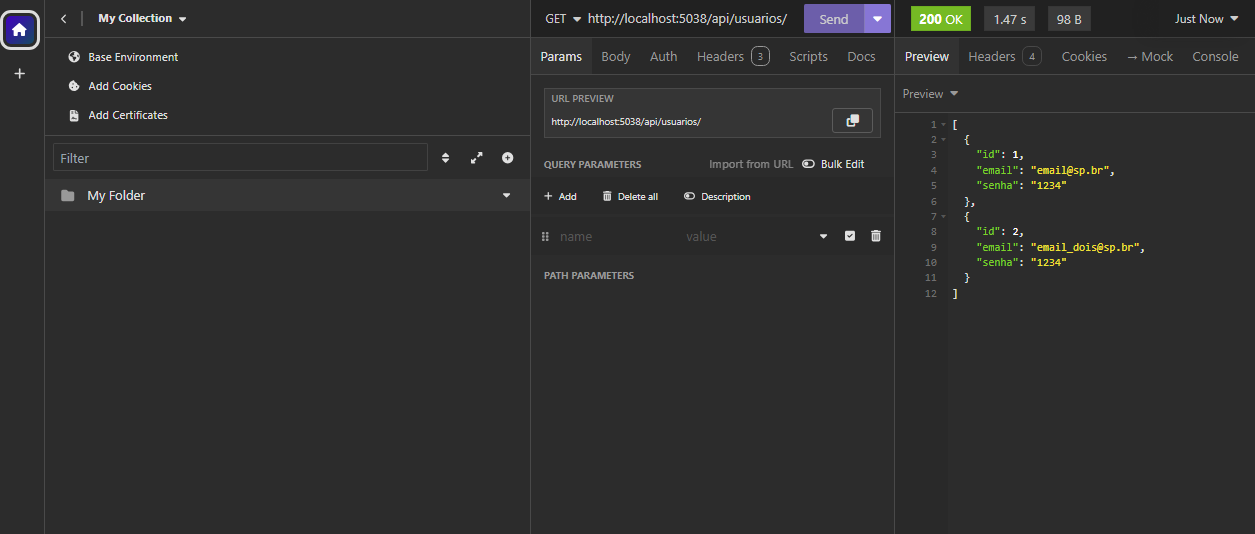 My Collection
Base Environment
Add Cookies
Add Certificates
Filter
My Folder
GET http://localhost:5038/api/usuarios/ Send
Params Body Auth Headers 3 Scripts Docs
URL PREVIEW
http://localhost:5038/api/usuarios/
QUERY PARAMETERS Import from URL Bulk Edit
Add Delete all Description
name value
PATH PARAMETERS
200 OK 1.47 s 98 B Just Now
Preview Headers 4 Cookies → Mock Console
Preview
1 [
2 {
3 "id": 1,
4 "email": "email@sp.br",
5 "senha": "1234"
6 },
7 {
8 "id": 2,
9 "email": "email_dois@sp.br",
10 "senha": "1234"
11 }
12 ]